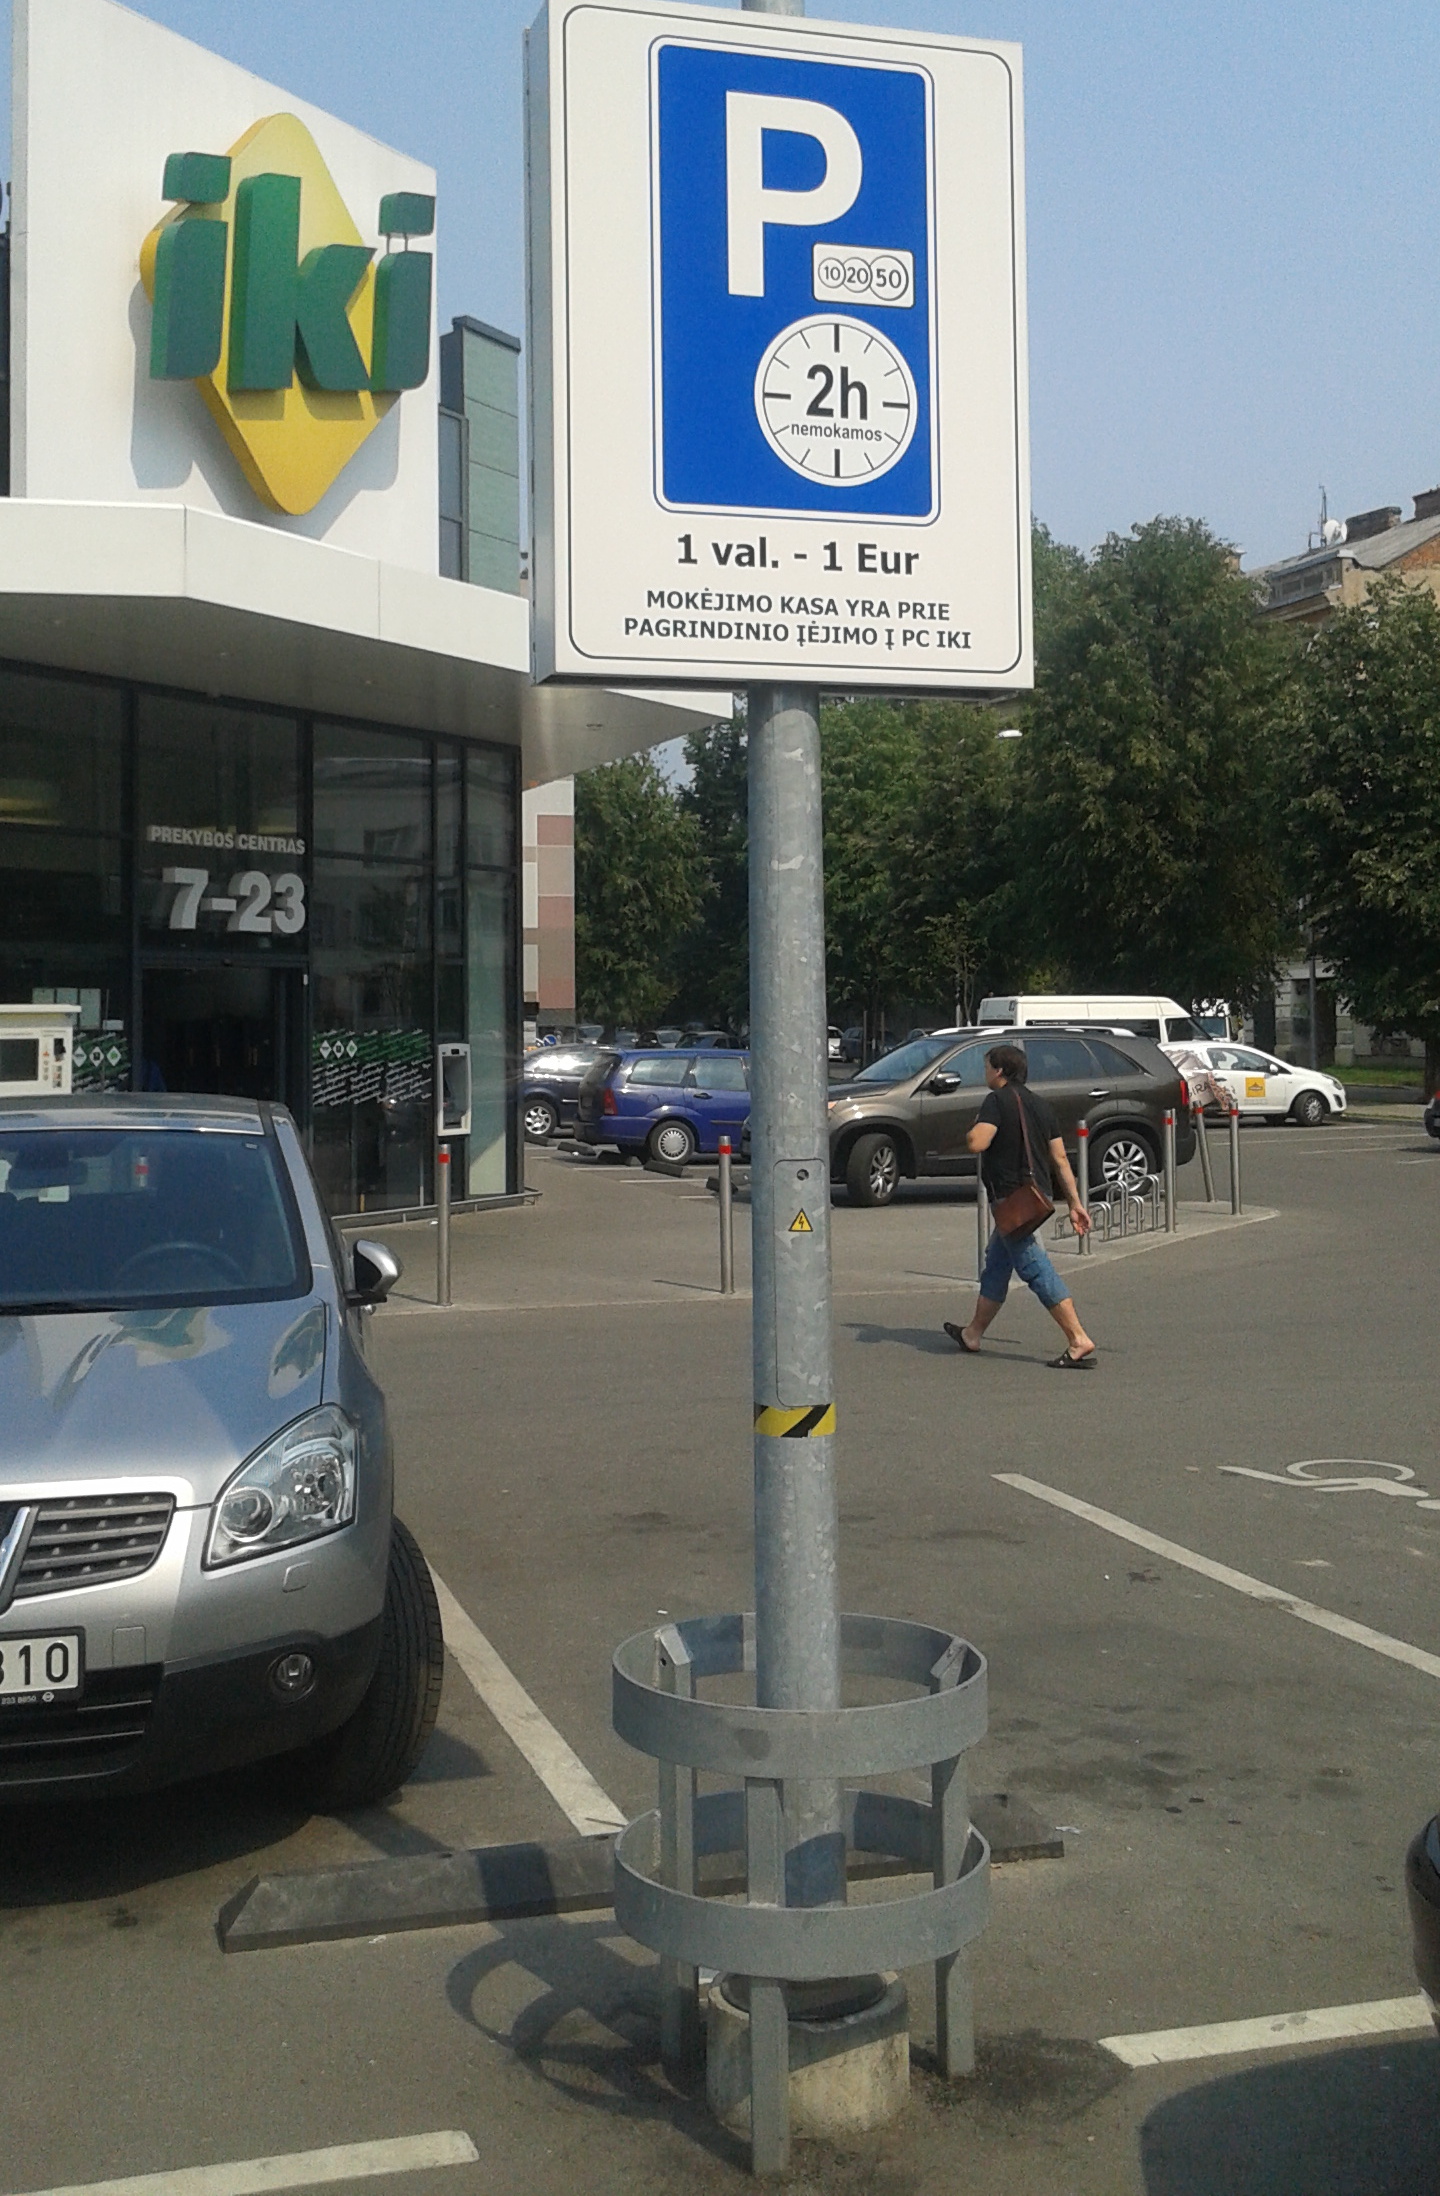 iki
P
10 20 50
2h
nemokamos
1 val. - 1 Eur
MOKĖJIMO KASA YRA PRIE
PAGRINDINIO ĮĖJIMO Į PC IKI
PREKYBOS CENTRAS
7-23
310